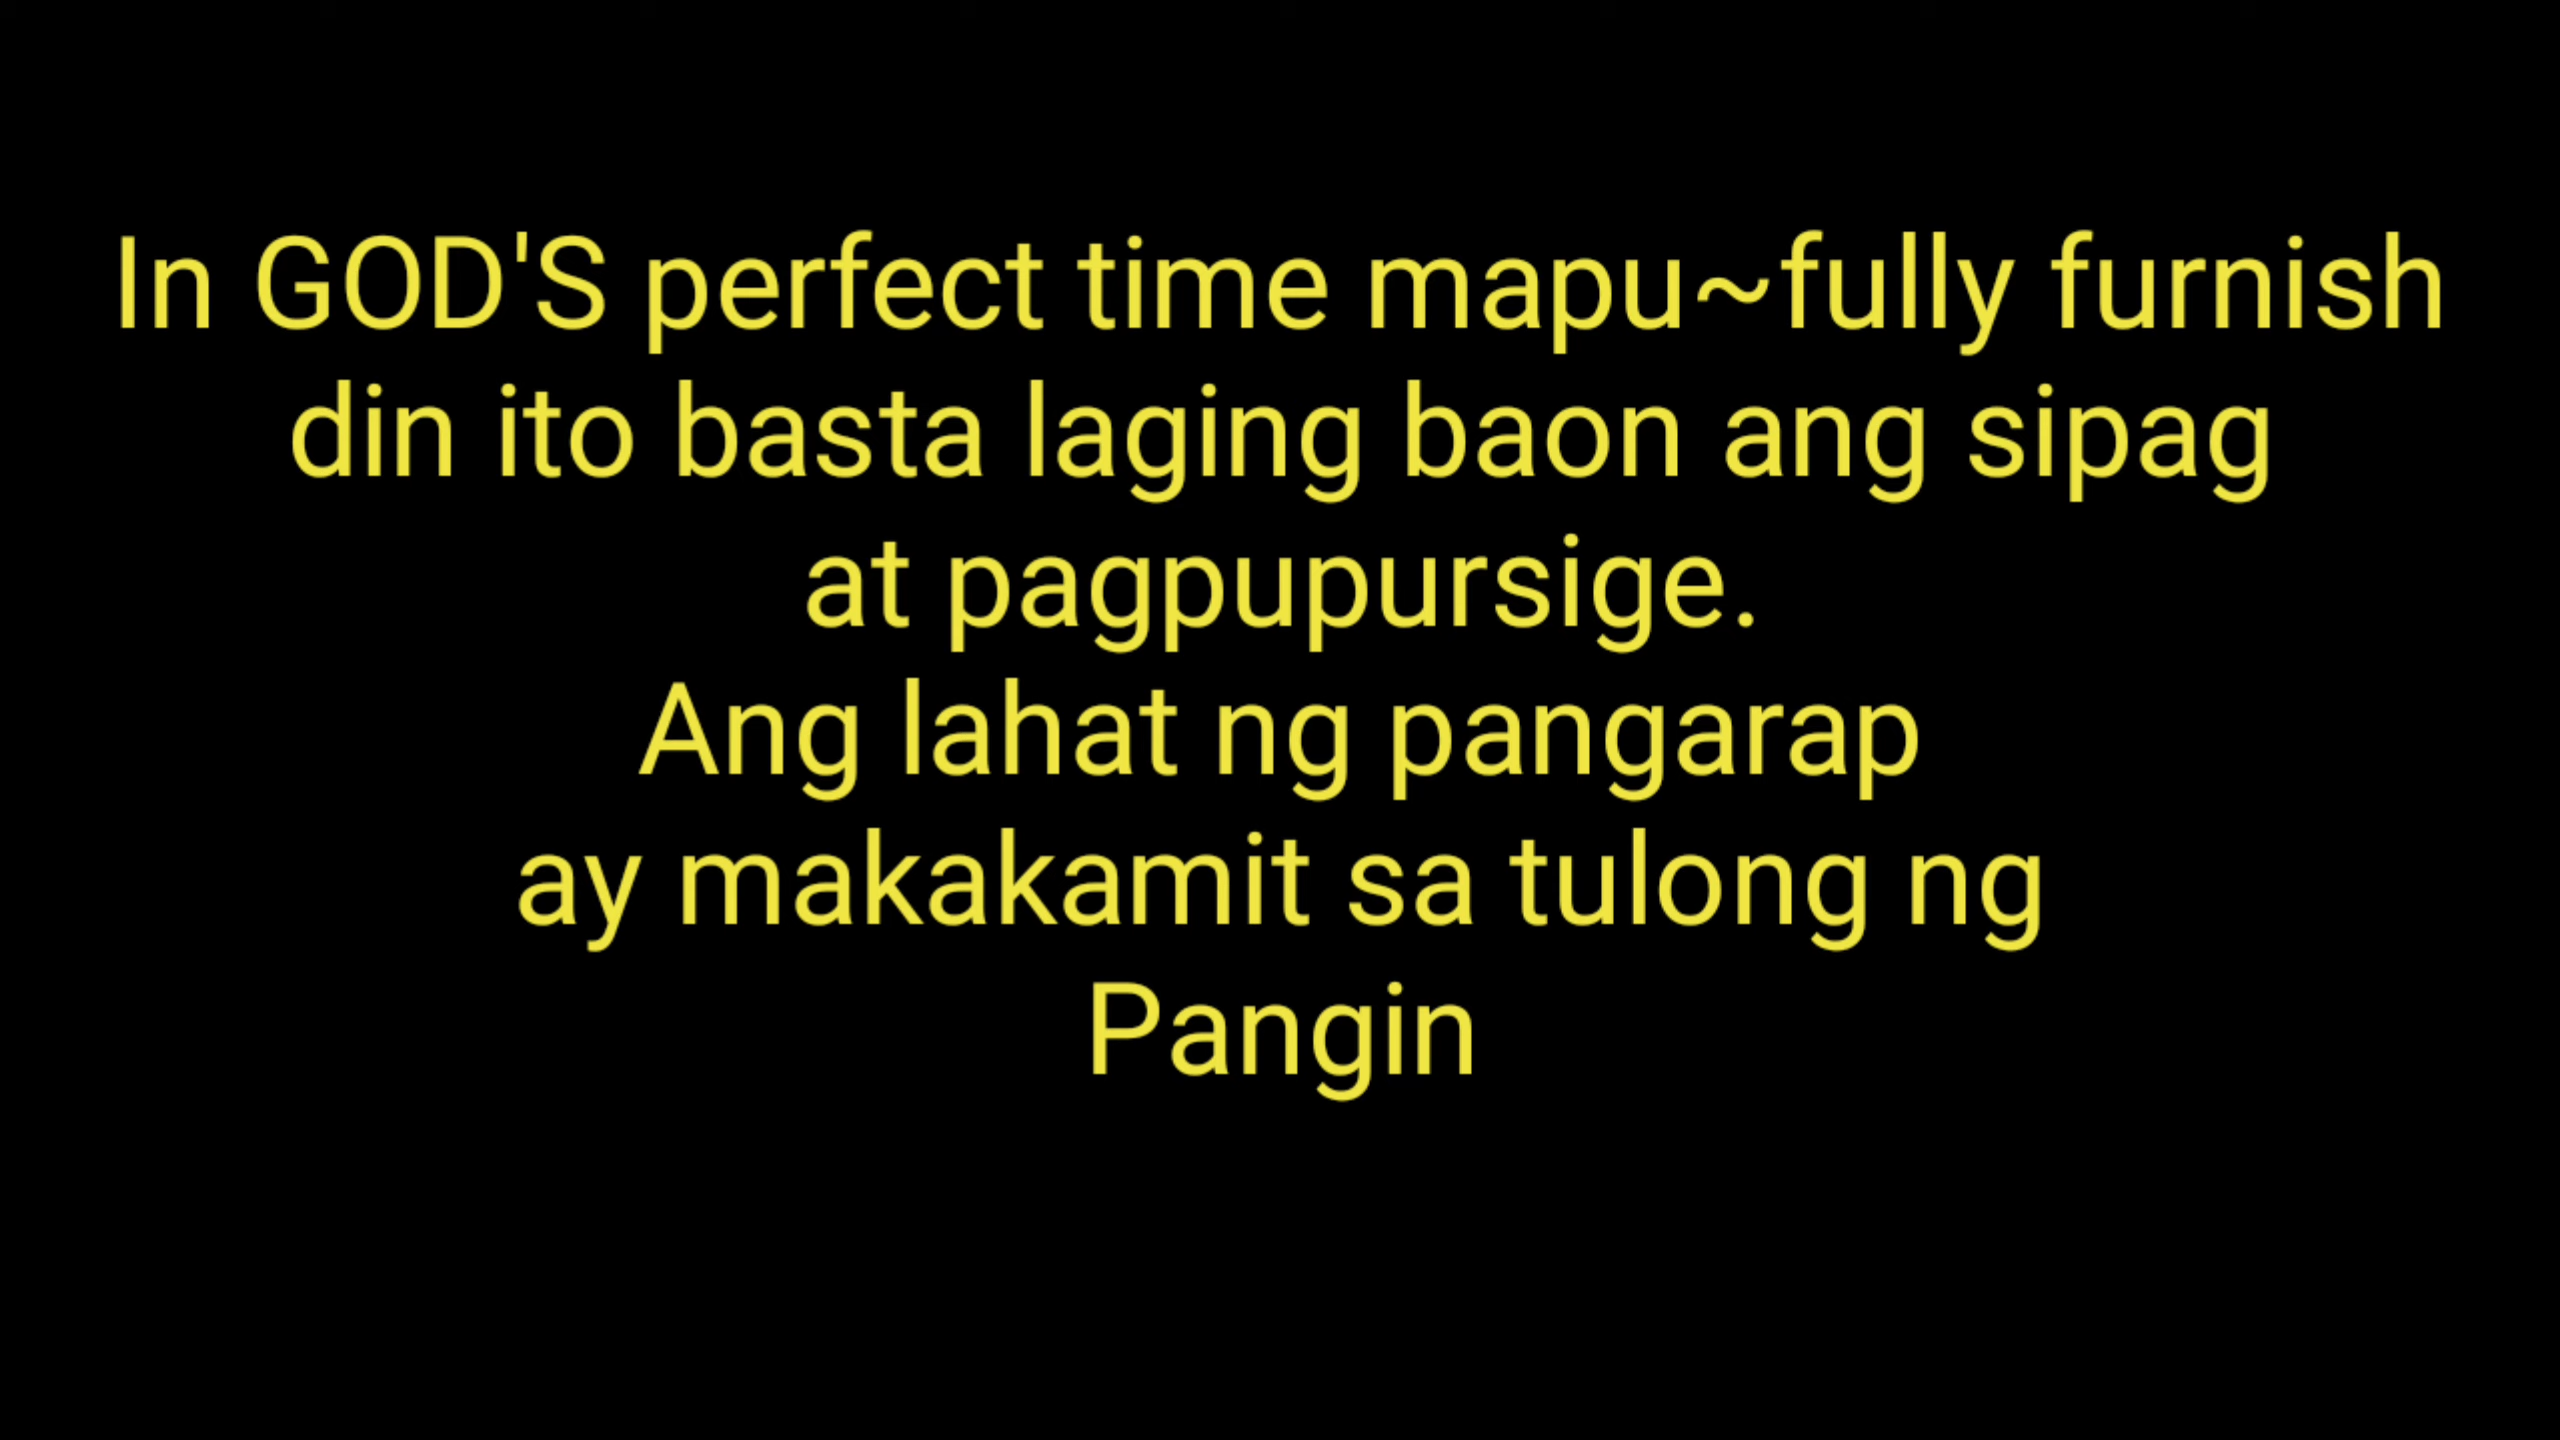 In GOD'S perfect time mapu~fully furnish
din ito basta laging baon ang sipag
at pagpupursige.
Ang lahat ng pangarap
ay makakamit sa tulong ng
Pangin